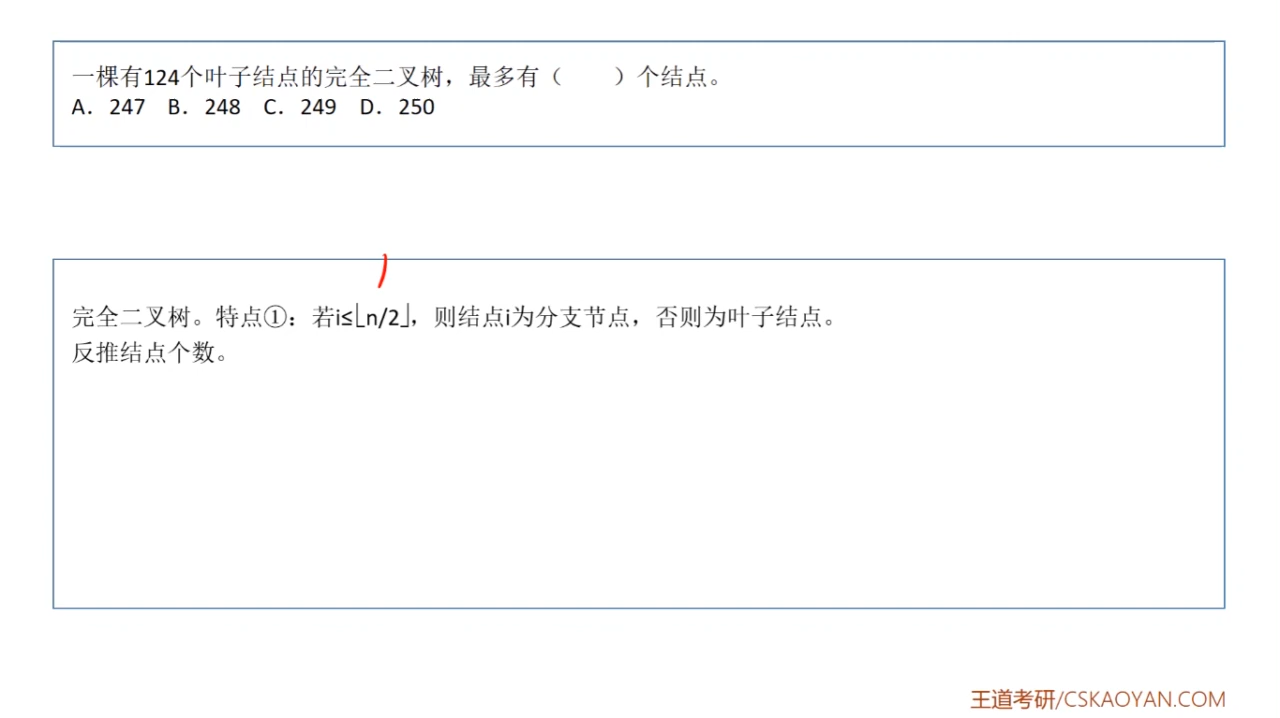 一棵有124个叶子结点的完全二叉树，最多有（　　）个结点。
A．247　B．248　C．249　D．250
完全二叉树。特点①：若i≤⌊n/2⌋，则结点i为分支节点，否则为叶子结点。
反推结点个数。
王道考研/CSKAOYAN.COM